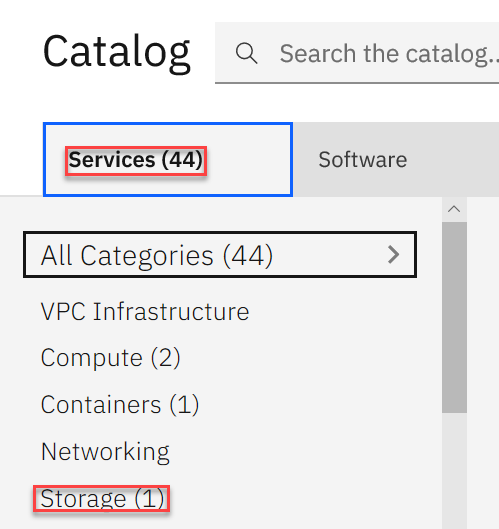 Catalog
Search the catalog...
Services (44)
Software
All Categories (44)
VPC Infrastructure
Compute (2)
Containers (1)
Networking
Storage (1)